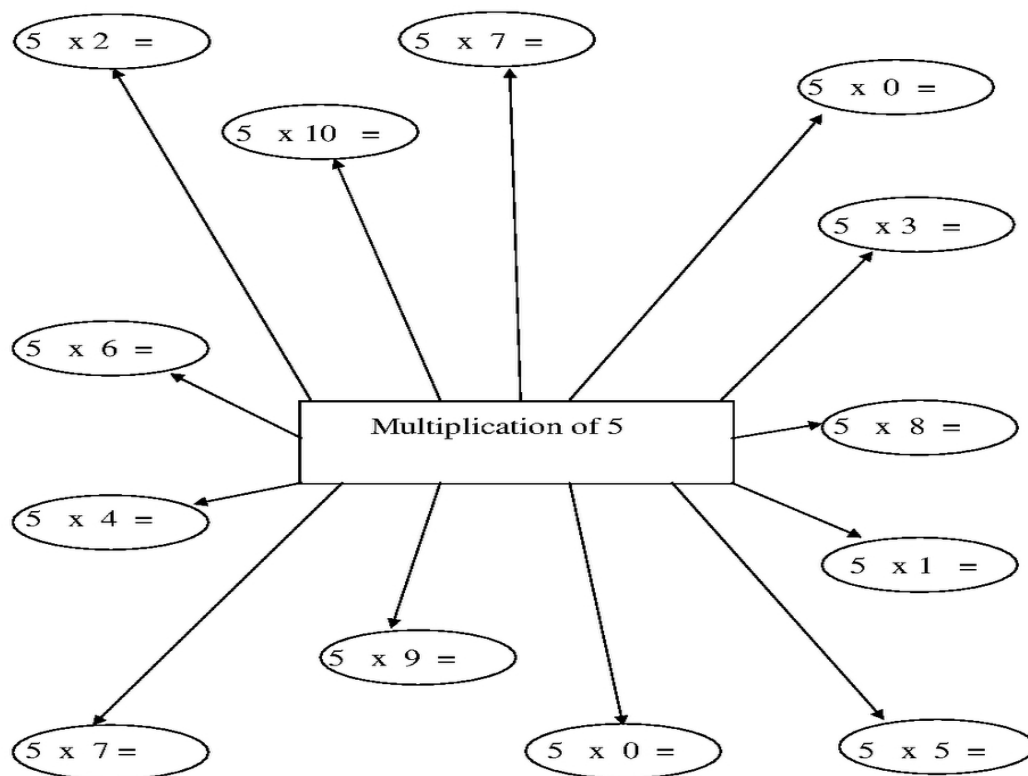 5 x 2 =
5 x 7 =
5 x 0 =
5 x 10 =
5 x 3 =
5 x 6 =
Multiplication of 5
5 x 8 =
5 x 4 =
5 x 1 =
5 x 9 =
5 x 7 =
5 x 0 =
5 x 5 =